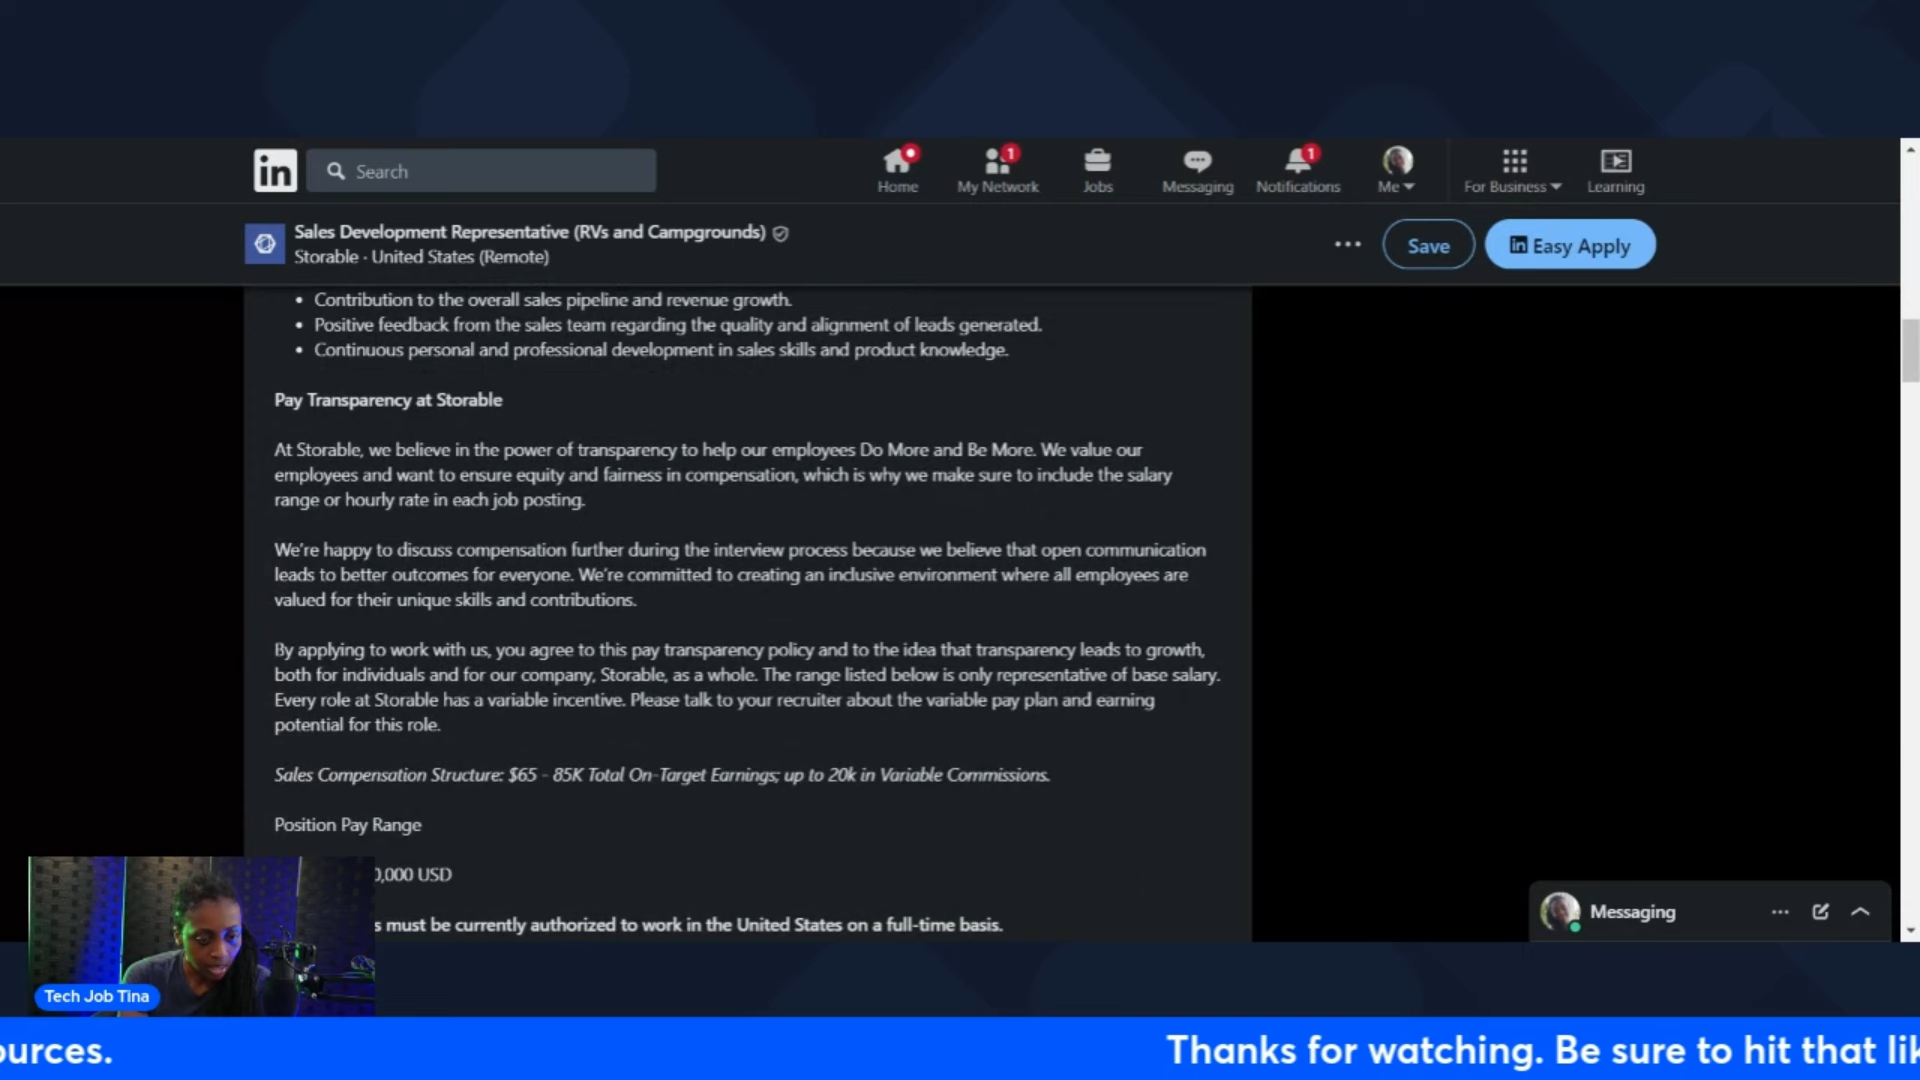 in
Search
Home
1
My Network
Jobs
Messaging
1
Notifications
Me
For Business
Learning
Sales Development Representative (RVs and Campgrounds)
Storable · United States (Remote)
Save
in Easy Apply
• Contribution to the overall sales pipeline and revenue growth.
• Positive feedback from the sales team regarding the quality and alignment of leads generated.
• Continuous personal and professional development in sales skills and product knowledge.
Pay Transparency at Storable
At Storable, we believe in the power of transparency to help our employees Do More and Be More. We value our
employees and want to ensure equity and fairness in compensation, which is why we make sure to include the salary
range or hourly rate in each job posting.
We’re happy to discuss compensation further during the interview process because we believe that open communication
leads to better outcomes for everyone. We’re committed to creating an inclusive environment where all employees are
valued for their unique skills and contributions.
By applying to work with us, you agree to this pay transparency policy and to the idea that transparency leads to growth,
both for individuals and for our company, Storable, as a whole. The range listed below is only representative of base salary.
Every role at Storable has a variable incentive. Please talk to your recruiter about the variable pay plan and earning
potential for this role.
Sales Compensation Structure: $65 - 85K Total On-Target Earnings; up to 20k in Variable Commissions.
Position Pay Range
0,000 USD
s must be currently authorized to work in the United States on a full-time basis.
Messaging
Tech Job Tina
ources.
Thanks for watching. Be sure to hit that lik